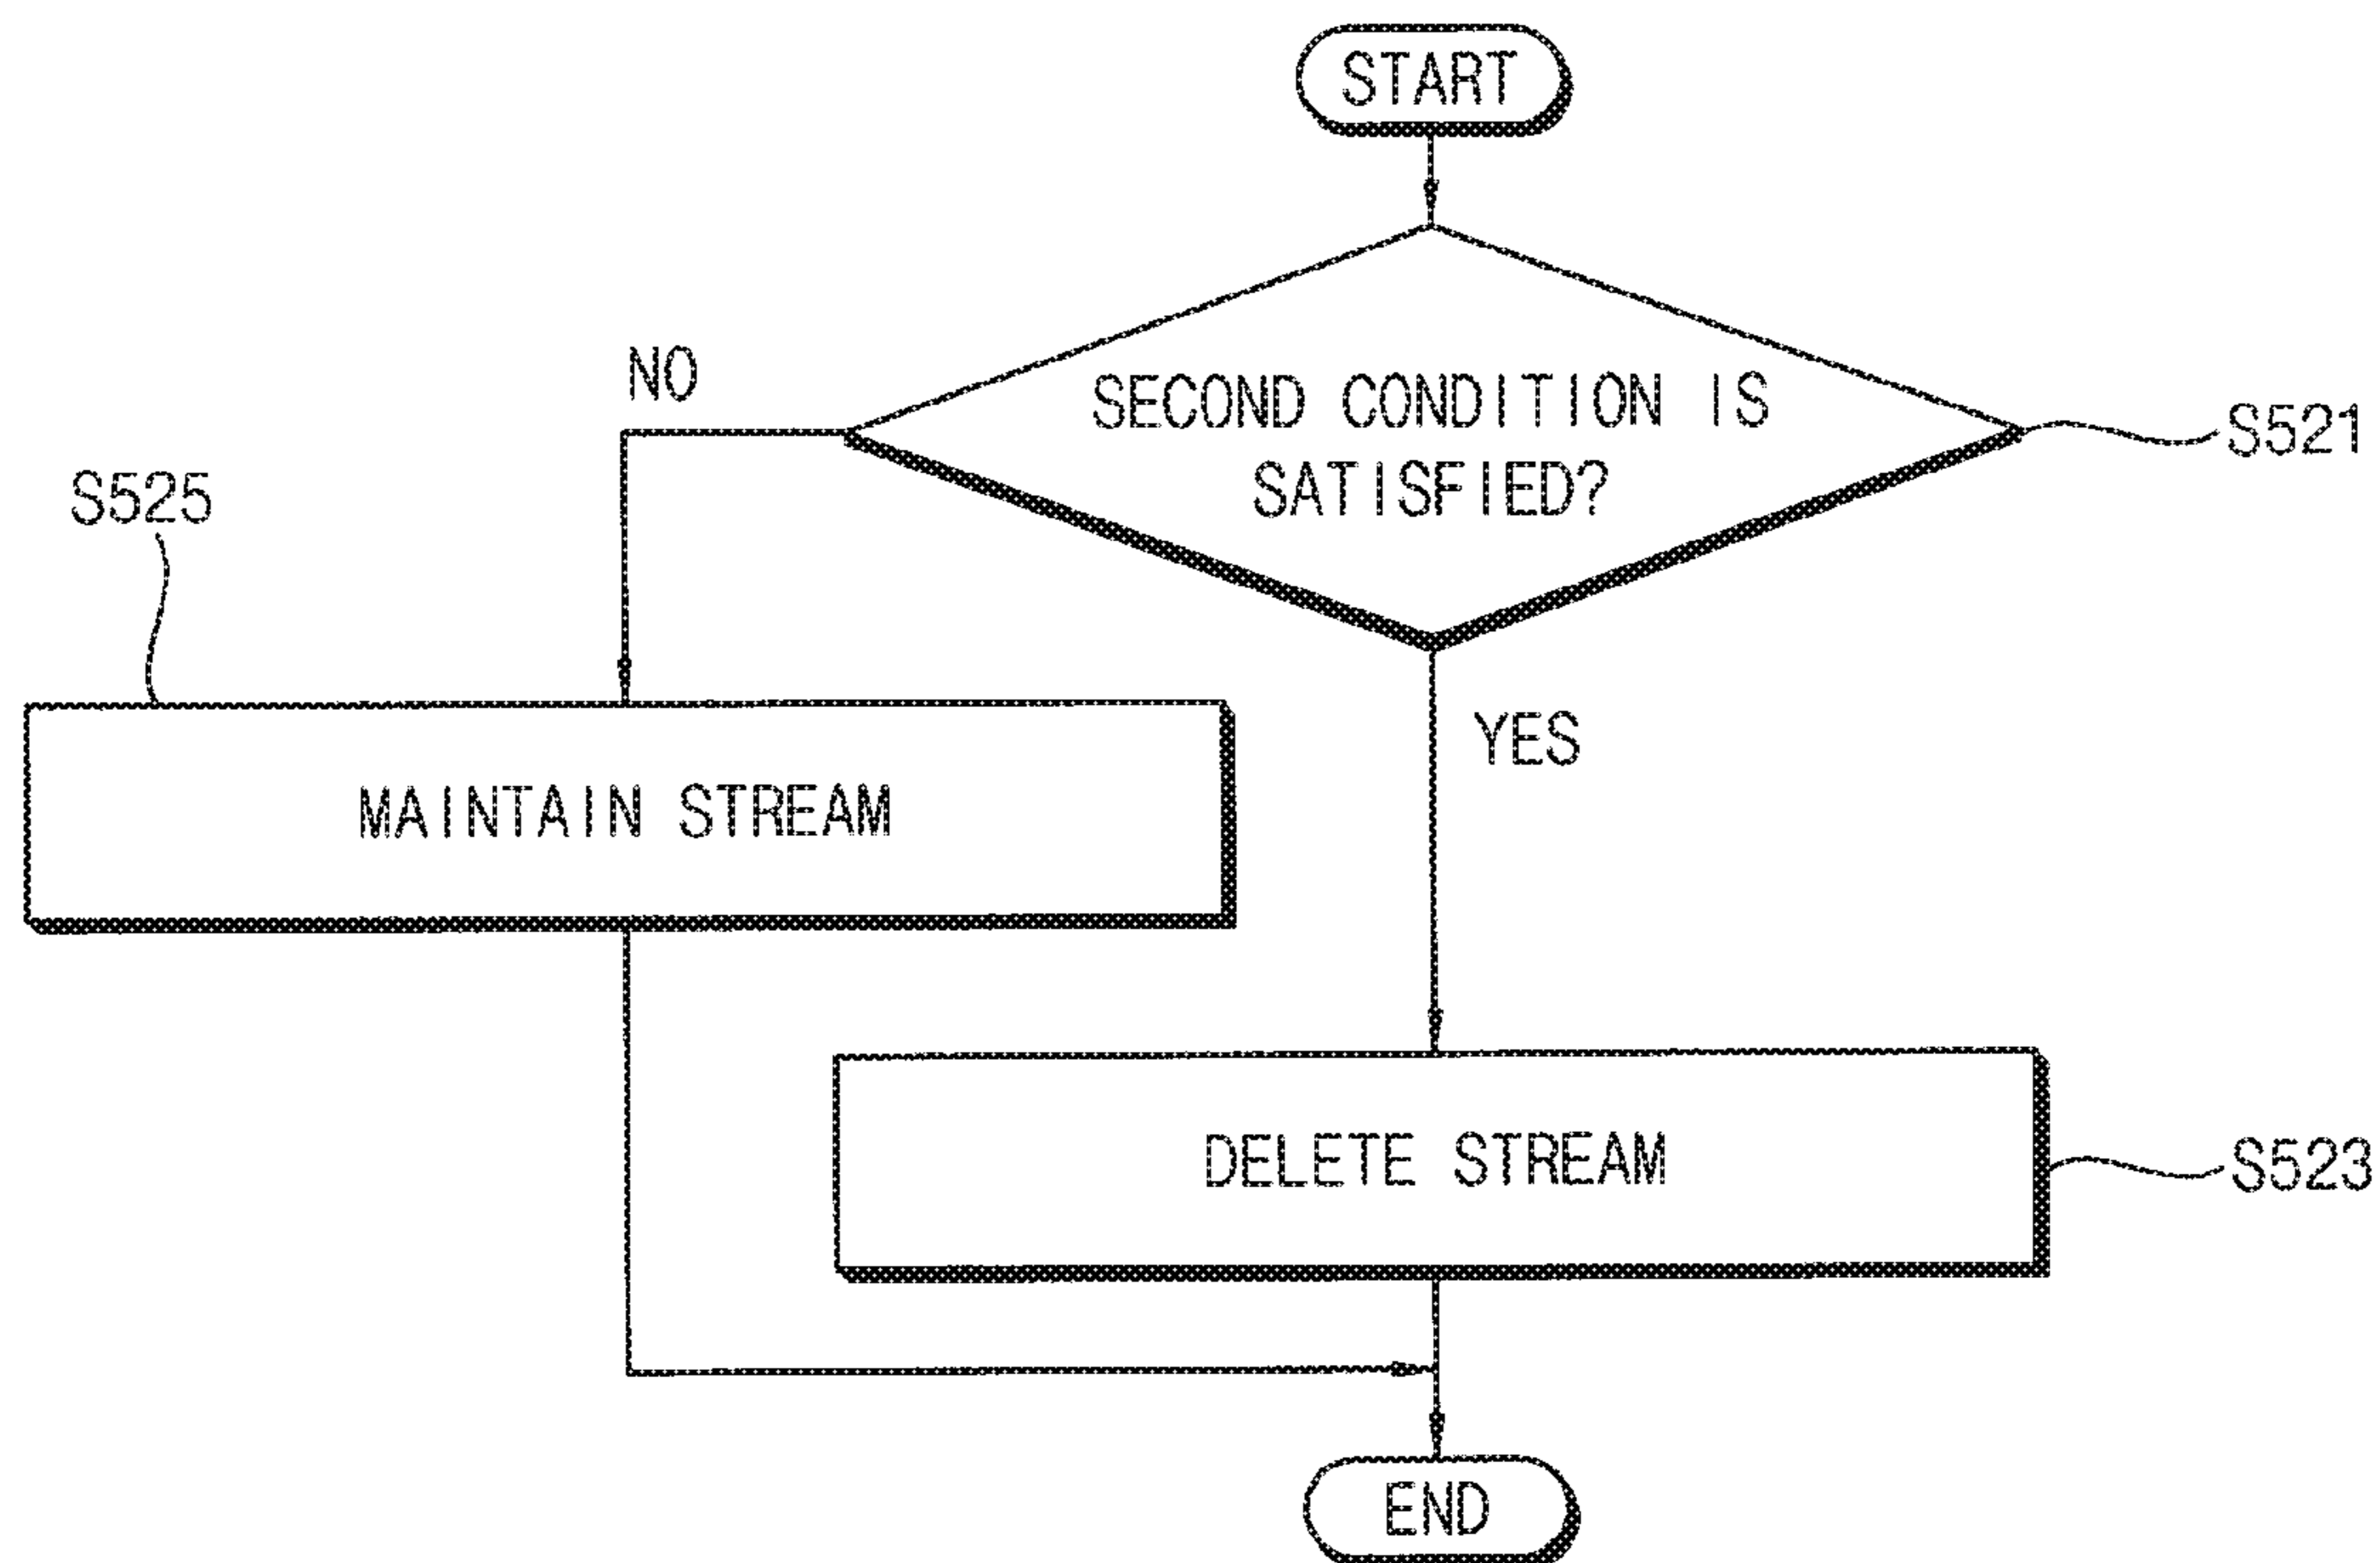 START
NO
SECOND CONDITION IS
SATISFIED?
S521
S525
YES
MAINTAIN STREAM
DELETE STREAM
S523
END